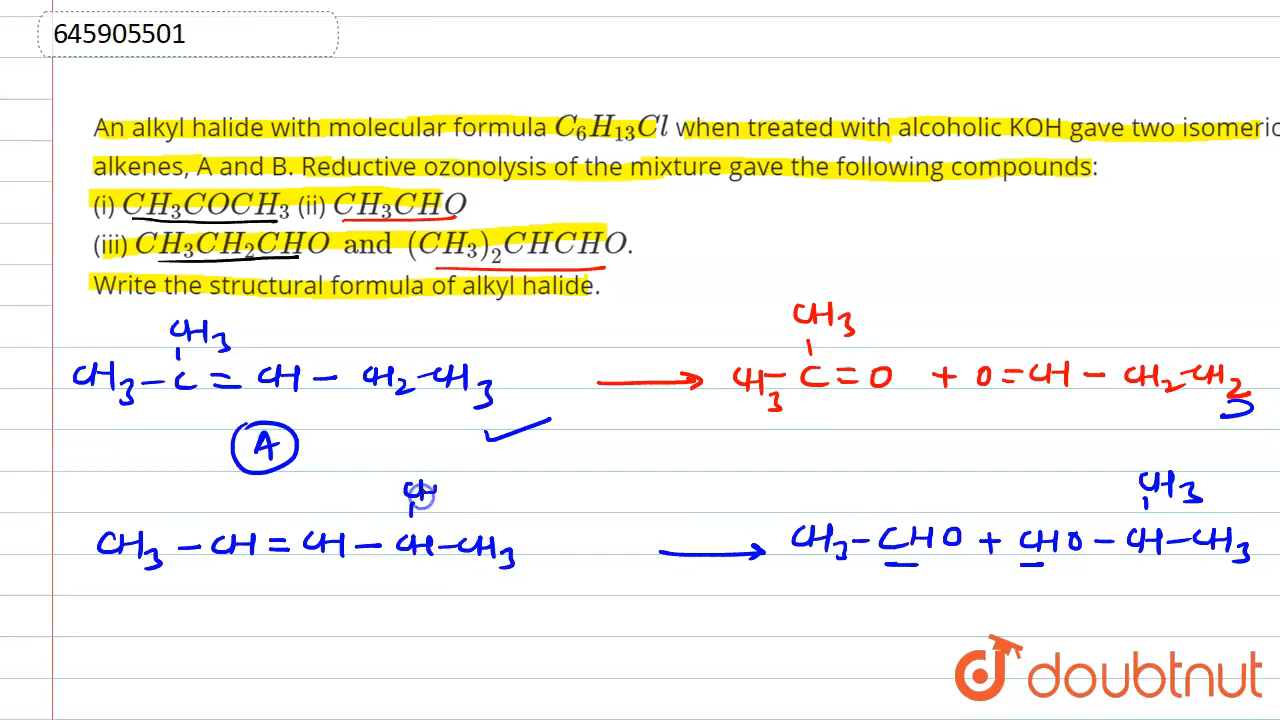 645905501
An alkyl halide with molecular formula C₆H₁₃Cl when treated with alcoholic KOH gave two isomeric
alkenes, A and B. Reductive ozonolysis of the mixture gave the following compounds:
(i) CH₃COCH₃ (ii) CH₃CHO
(iii) CH₃CH₂CHO and (CH₃)₂CHCHO.
Write the structural formula of alkyl halide.
CH₃ CH₃
CH₃ – C = CH – CH₂ – CH₃ → CH₃ – C = O + O = CH – CH₂ – CH₂ 3
A
CH CH₃
CH₃ – CH = CH – CH – CH₃ → CH₃ – CHO + CHO – CH – CH₃
doubtnut